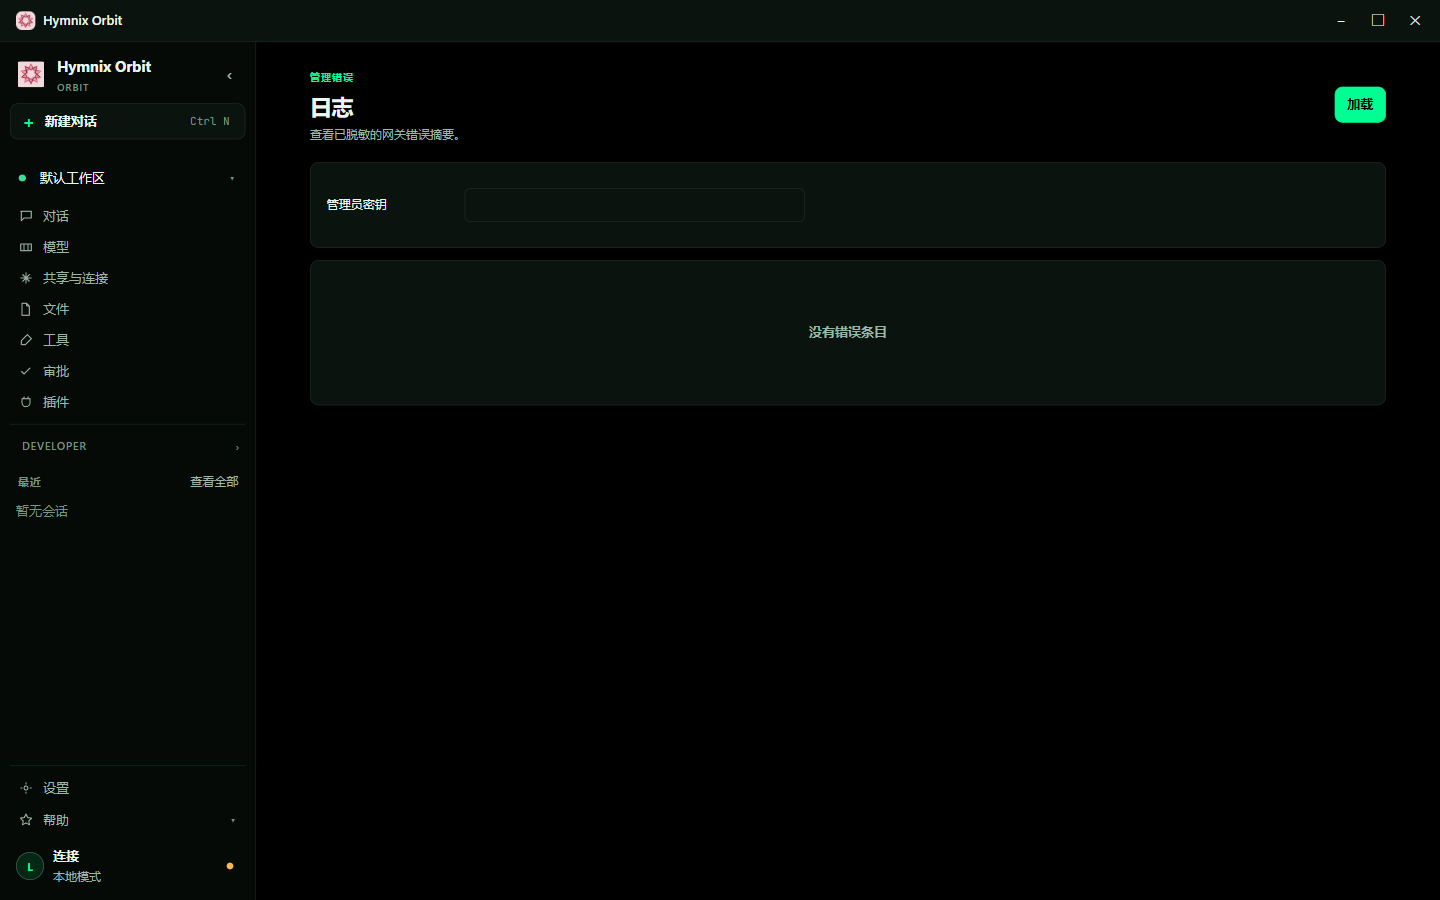 Hymnix Orbit
Hymnix Orbit
ORBIT
+ 新建对话 Ctrl N
默认工作区
对话
模型
共享与连接
文件
工具
审批
插件
DEVELOPER
最近 查看全部
暂无会话
设置
帮助
L
连接
本地模式
管理错误
日志
查看已脱敏的网关错误摘要。
加载
管理员密钥
没有错误条目